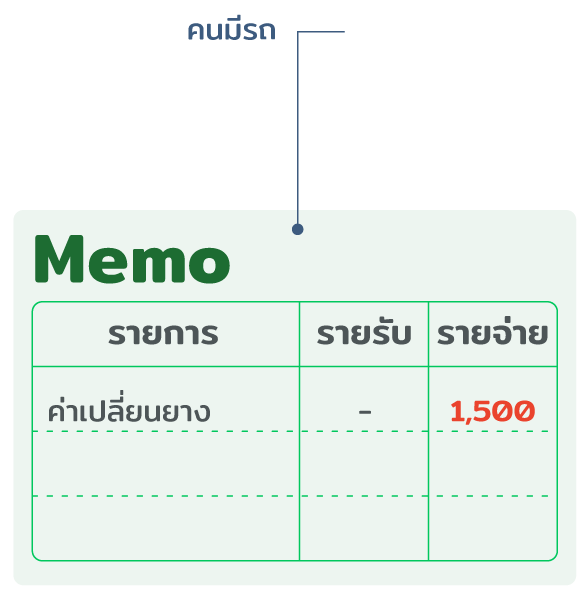 คนมีรถ
Memo
รายการ รายรับ รายจ่าย
ค่าเปลี่ยนยาง - 1,500